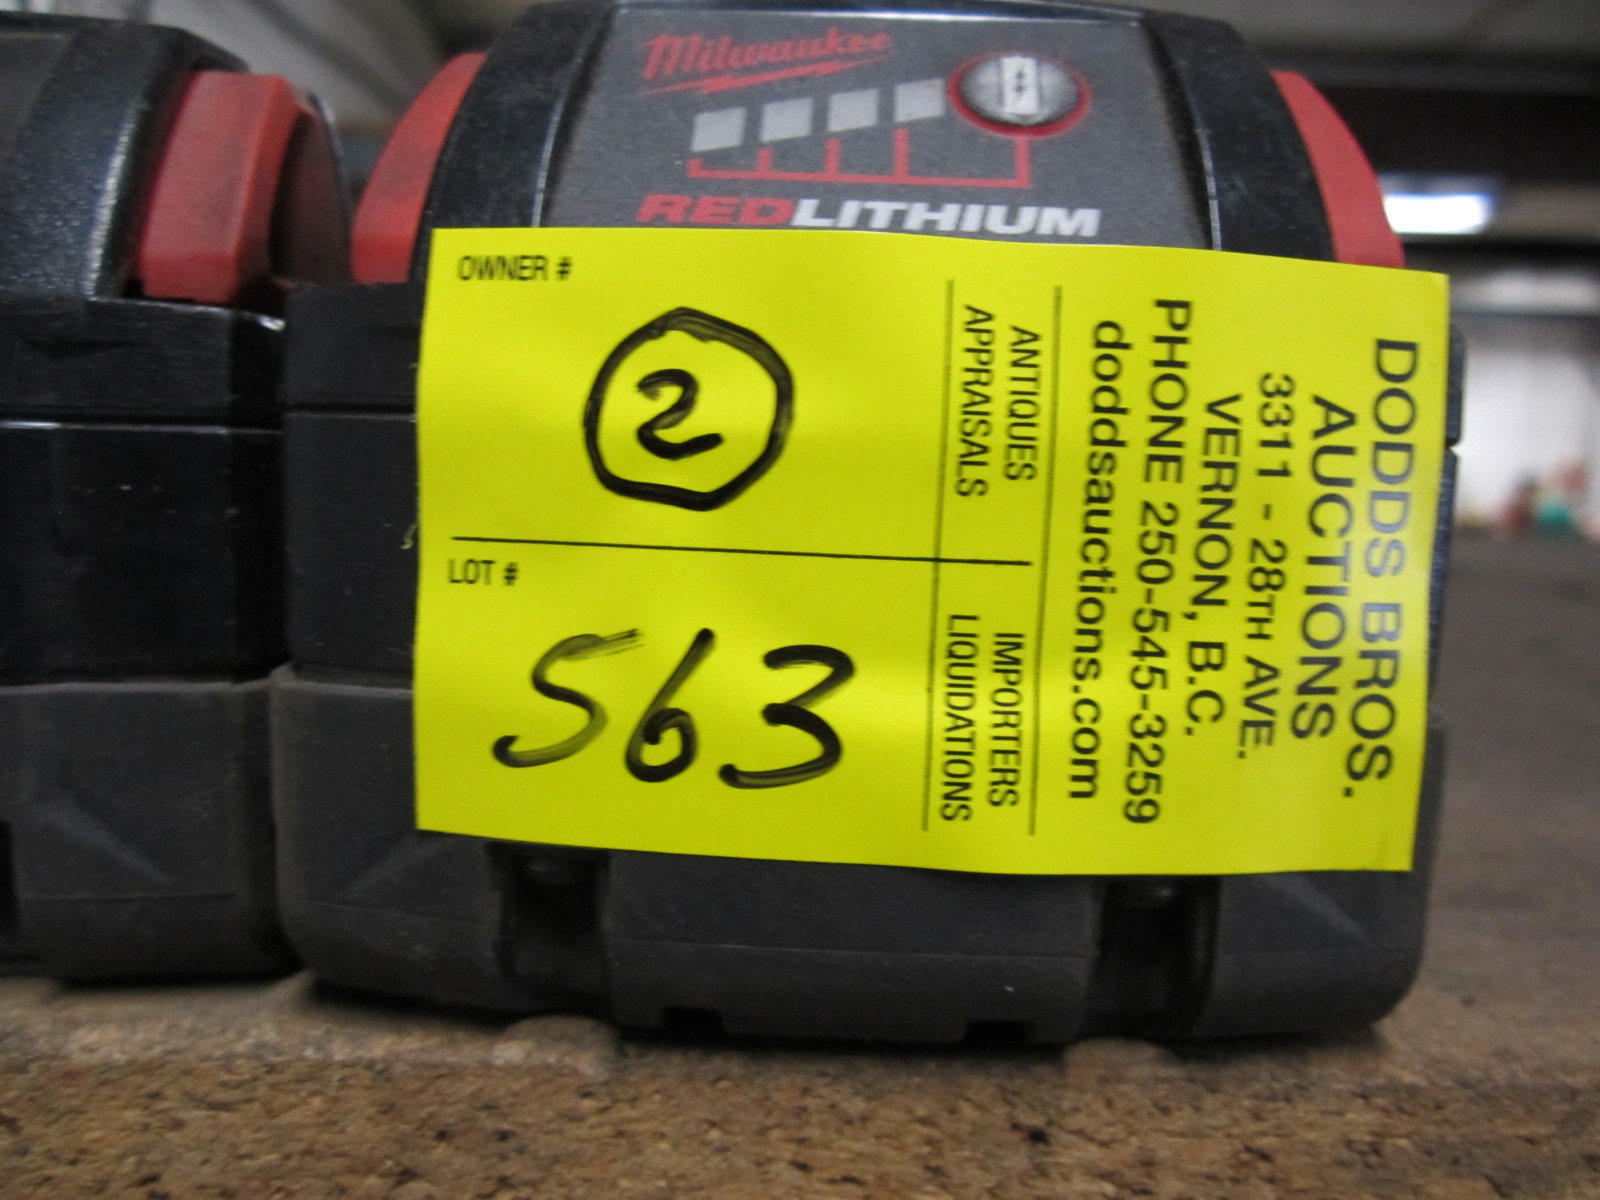 Milwaukee
REDLITHIUM
OWNER #
2
LOT #
563
ANTIQUES
APPRAISALS
IMPORTERS
LIQUIDATIONS
DODDS BROS.
AUCTIONS
3311 - 28TH AVE.
VERNON, B.C.
PHONE 250-545-3259
doddsauctions.com